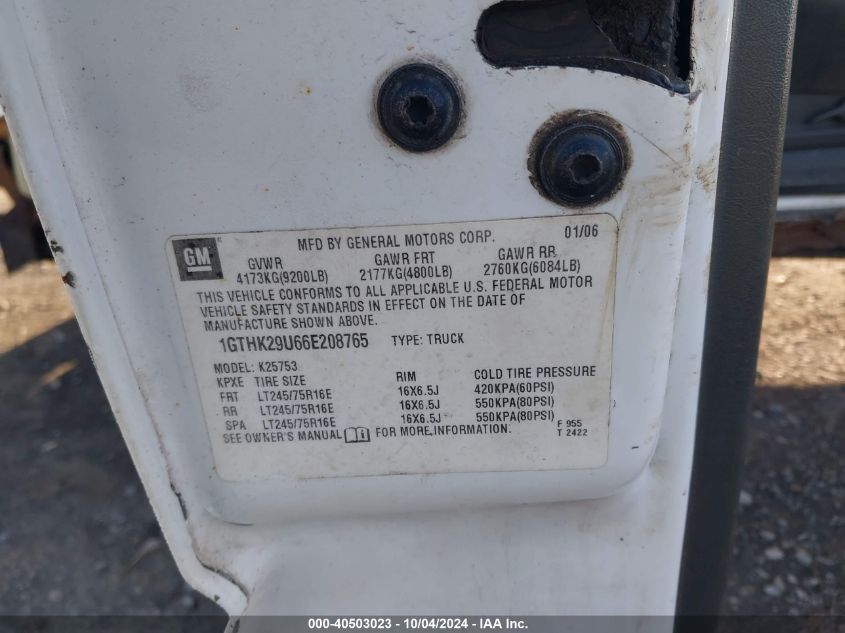 GM
MFD BY GENERAL MOTORS CORP. 01/06
GVWR GAWR FRT GAWR RR
4173KG(9200LB) 2177KG(4800LB) 2760KG(6084LB)
THIS VEHICLE CONFORMS TO ALL APPLICABLE U.S. FEDERAL MOTOR
VEHICLE SAFETY STANDARDS IN EFFECT ON THE DATE OF
MANUFACTURE SHOWN ABOVE.
1GTHK29U66E208765 TYPE: TRUCK
MODEL: K25753
KPXE TIRE SIZE RIM COLD TIRE PRESSURE
FRT LT245/75R16E 16X6.5J 420KPA(60PSI)
RR LT245/75R16E 16X6.5J 550KPA(80PSI)
SPA LT245/75R16E 16X6.5J 550KPA(80PSI)
SEE OWNER'S MANUAL FOR MORE INFORMATION. F 955
T 2422
000-40503023 - 10/04/2024 - IAA Inc.